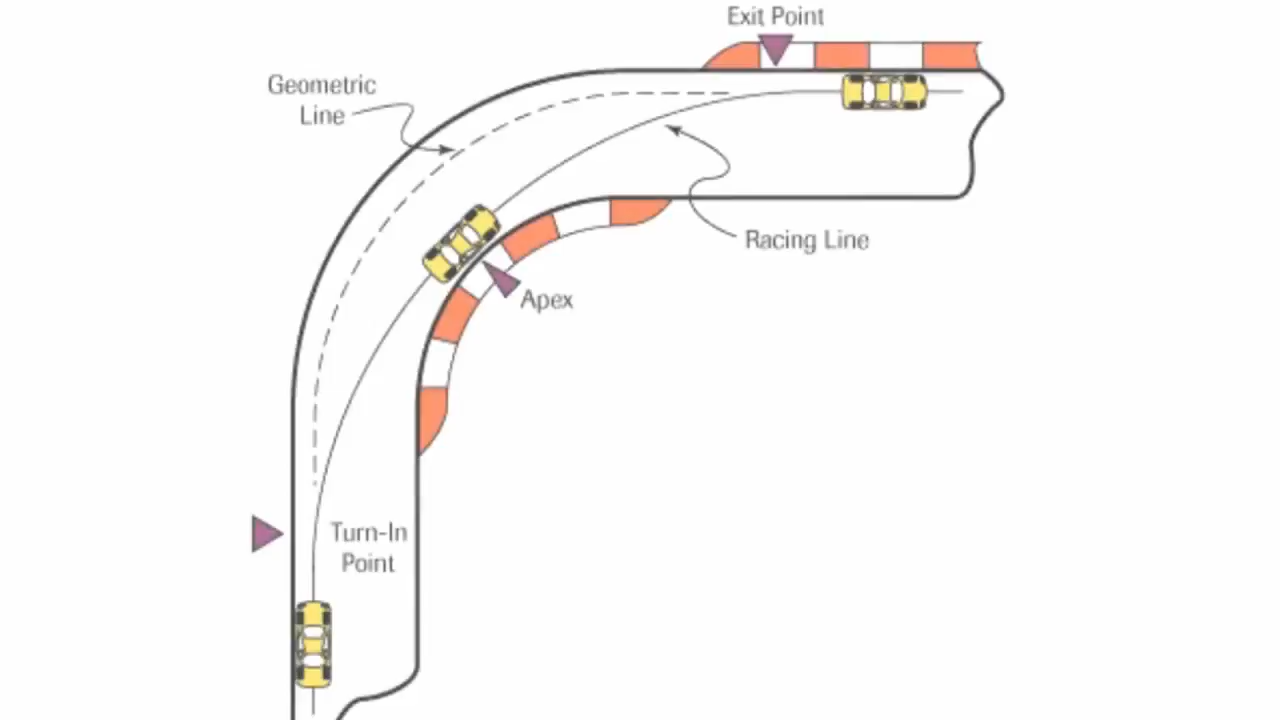 Exit Point
Geometric
Line
Racing Line
Apex
Turn-In
Point